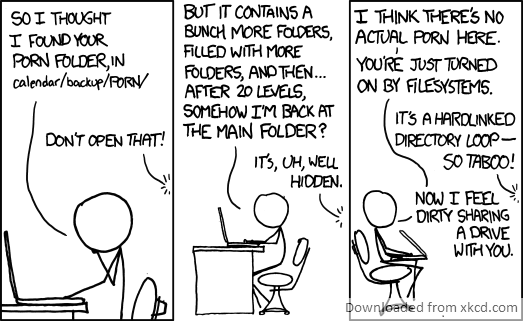 SO I THOUGHT
I FOUND YOUR
PORN FOLDER, IN
calendar/backup/PORN/
DON'T OPEN THAT!
BUT IT CONTAINS A
BUNCH MORE FOLDERS,
FILLED WITH MORE
FOLDERS, AND THEN...
AFTER 20 LEVELS,
SOMEHOW I'M BACK AT
THE MAIN FOLDER?
IT'S, UH, WELL
HIDDEN.
I THINK THERE'S NO
ACTUAL PORN HERE.
YOU'RE JUST TURNED
ON BY FILESYSTEMS.
IT'S A HARDLINKED
DIRECTORY LOOP—
SO TABOO!
NOW I FEEL
DIRTY SHARING
A DRIVE
WITH YOU.
Downloaded from xkcd.com